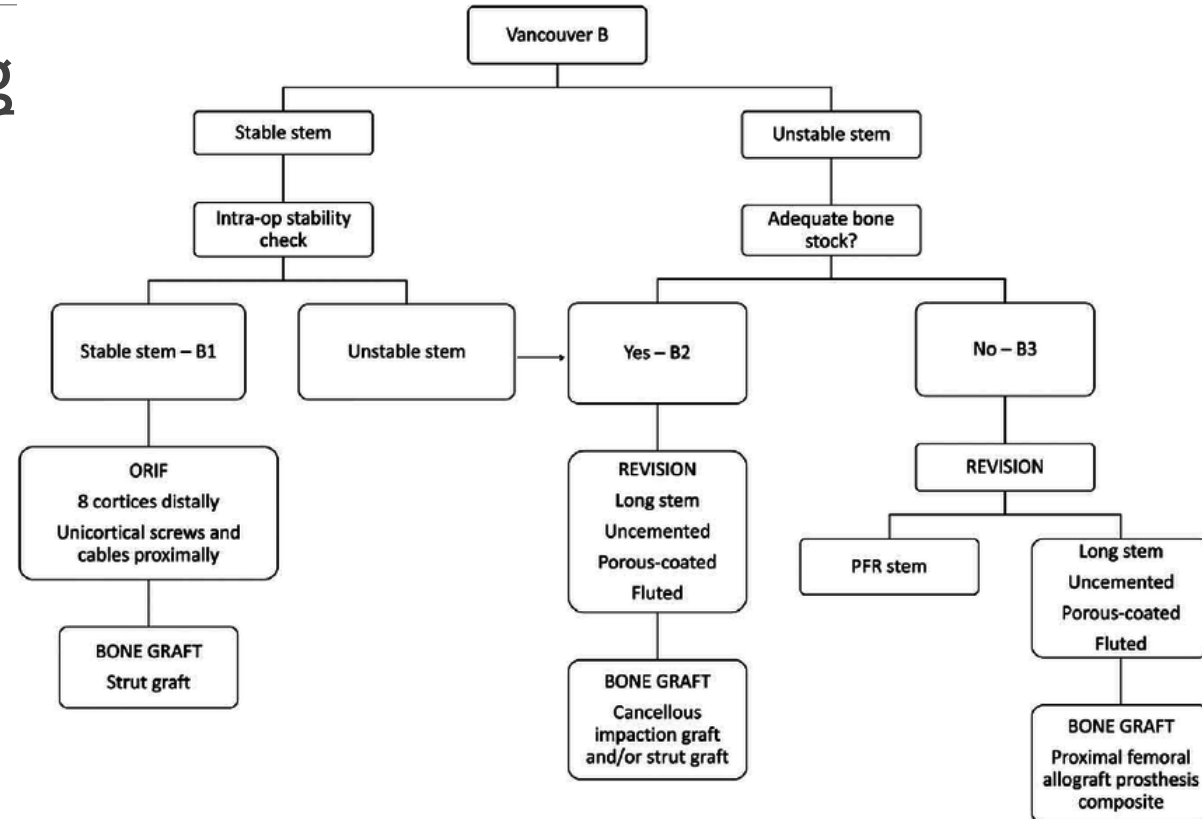 g
Vancouver B
Stable stem
Unstable stem
Intra-op stability
check
Adequate bone
stock?
Stable stem – B1
Unstable stem
Yes – B2
No – B3
ORIF
8 cortices distally
Unicortical screws and
cables proximally
REVISION
Long stem
Uncemented
Porous-coated
Fluted
REVISION
PFR stem
Long stem
Uncemented
Porous-coated
Fluted
BONE GRAFT
Strut graft
BONE GRAFT
Cancellous
impaction graft
and/or strut graft
BONE GRAFT
Proximal femoral
allograft prosthesis
composite